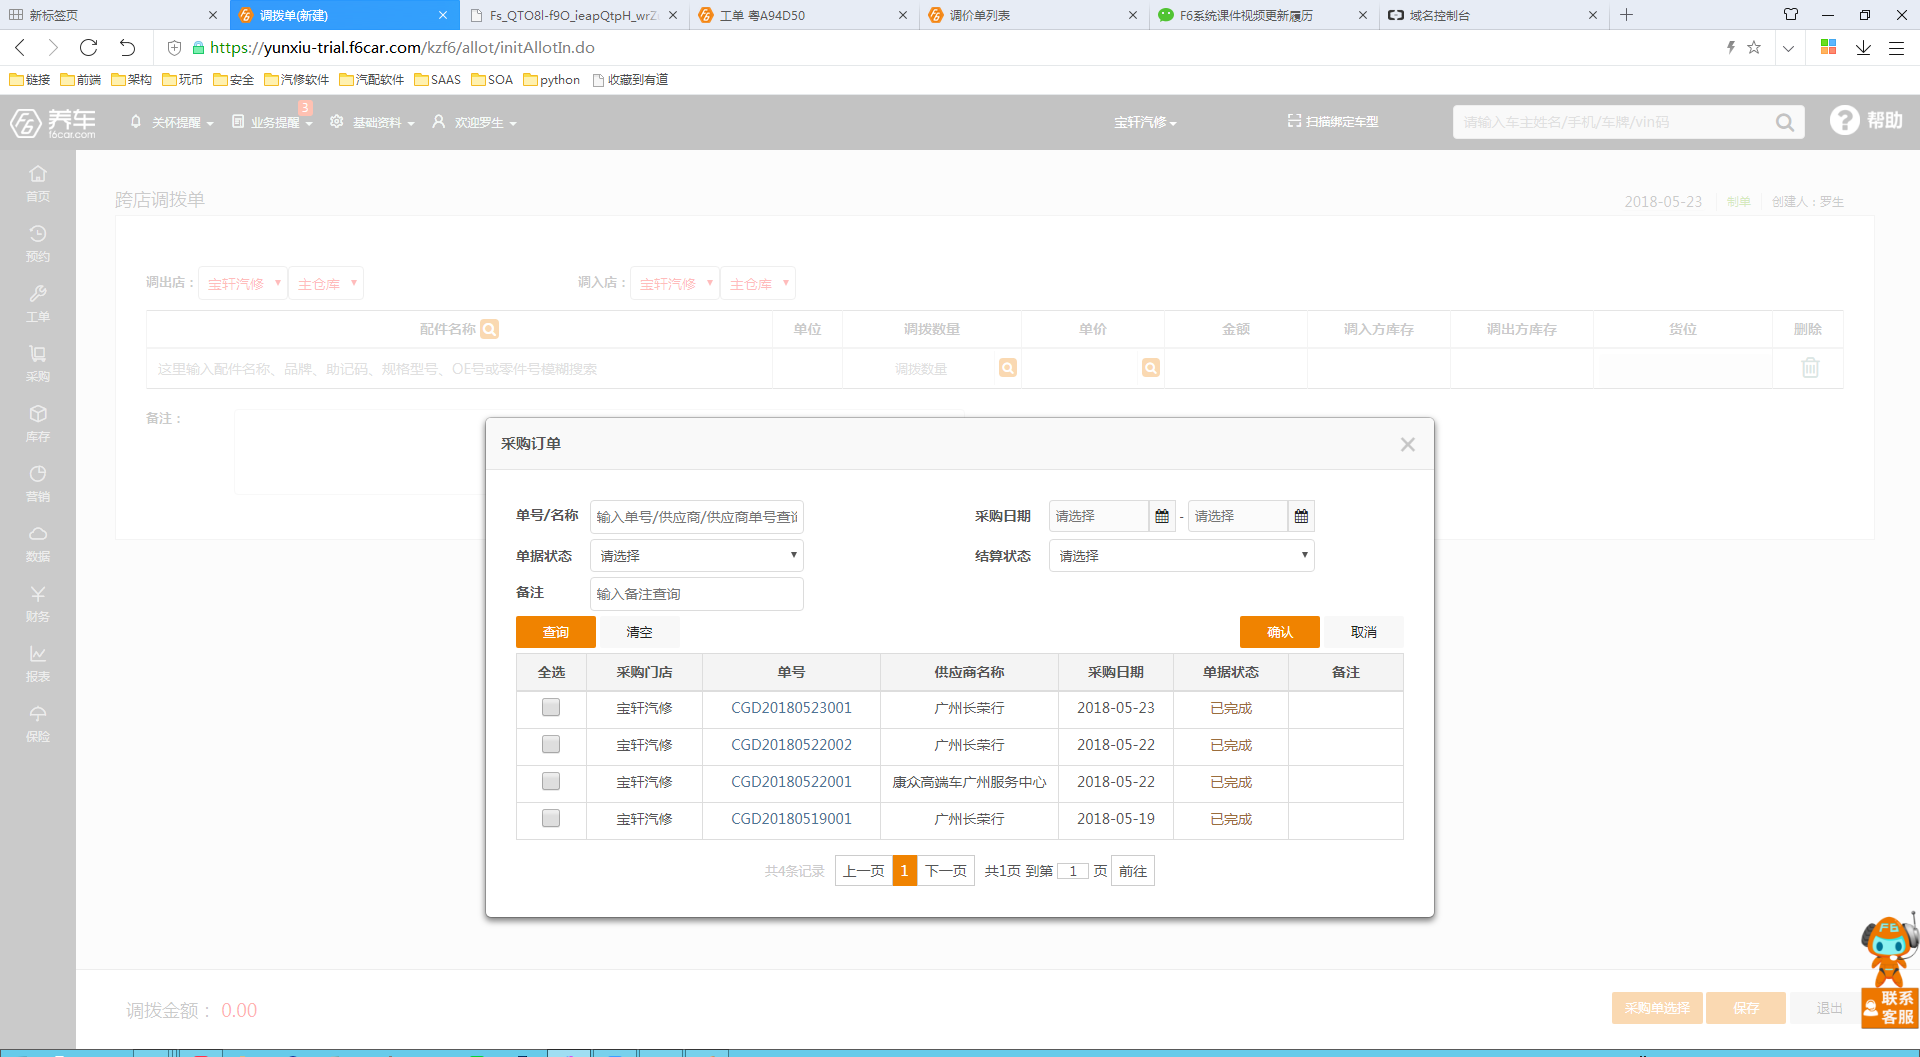 新标签页
调拨单(新建)
Fs_QTO8l-f9O_ieapQtpH_wrZ
工单 粤A94D50
调价单列表
F6系统课件视频更新履历
域名控制台
https://yunxiu-trial.f6car.com/kzf6/allot/initAllotIn.do
链接 前端 架构 玩币 安全 汽修软件 汽配软件 SAAS SOA python 收藏到有道
F6 养车 f6car.com
关怀提醒 业务提醒 3 基础资料 欢迎罗生
宝轩汽修
扫描绑定车型
请输入车主姓名/手机/车牌/vin码
? 帮助
首页
预约
工单
采购
库存
营销
数据
财务
报表
保险
跨店调拨单
2018-05-23 制单 创建人：罗生
调出店： 宝轩汽修 主仓库 调入店： 宝轩汽修 主仓库
配件名称 单位 调拨数量 单价 金额 调入方库存 调出方库存 货位 删除
这里输入配件名称、品牌、助记码、规格型号、OE号或零件号模糊搜索 调拨数量
备注：
采购订单
单号/名称 输入单号/供应商/供应商单号查询 采购日期 请选择 - 请选择
单据状态 请选择 结算状态 请选择
备注 输入备注查询
查询 清空 确认 取消
全选 采购门店 单号 供应商名称 采购日期 单据状态 备注
宝轩汽修 CGD20180523001 广州长荣行 2018-05-23 已完成
宝轩汽修 CGD20180522002 广州长荣行 2018-05-22 已完成
宝轩汽修 CGD20180522001 康众高端车广州服务中心 2018-05-22 已完成
宝轩汽修 CGD20180519001 广州长荣行 2018-05-19 已完成
共4条记录 上一页 1 下一页 共1页 到第 1 页 前往
调拨金额： 0.00
采购单选择 保存 退出
F6
联系
客服